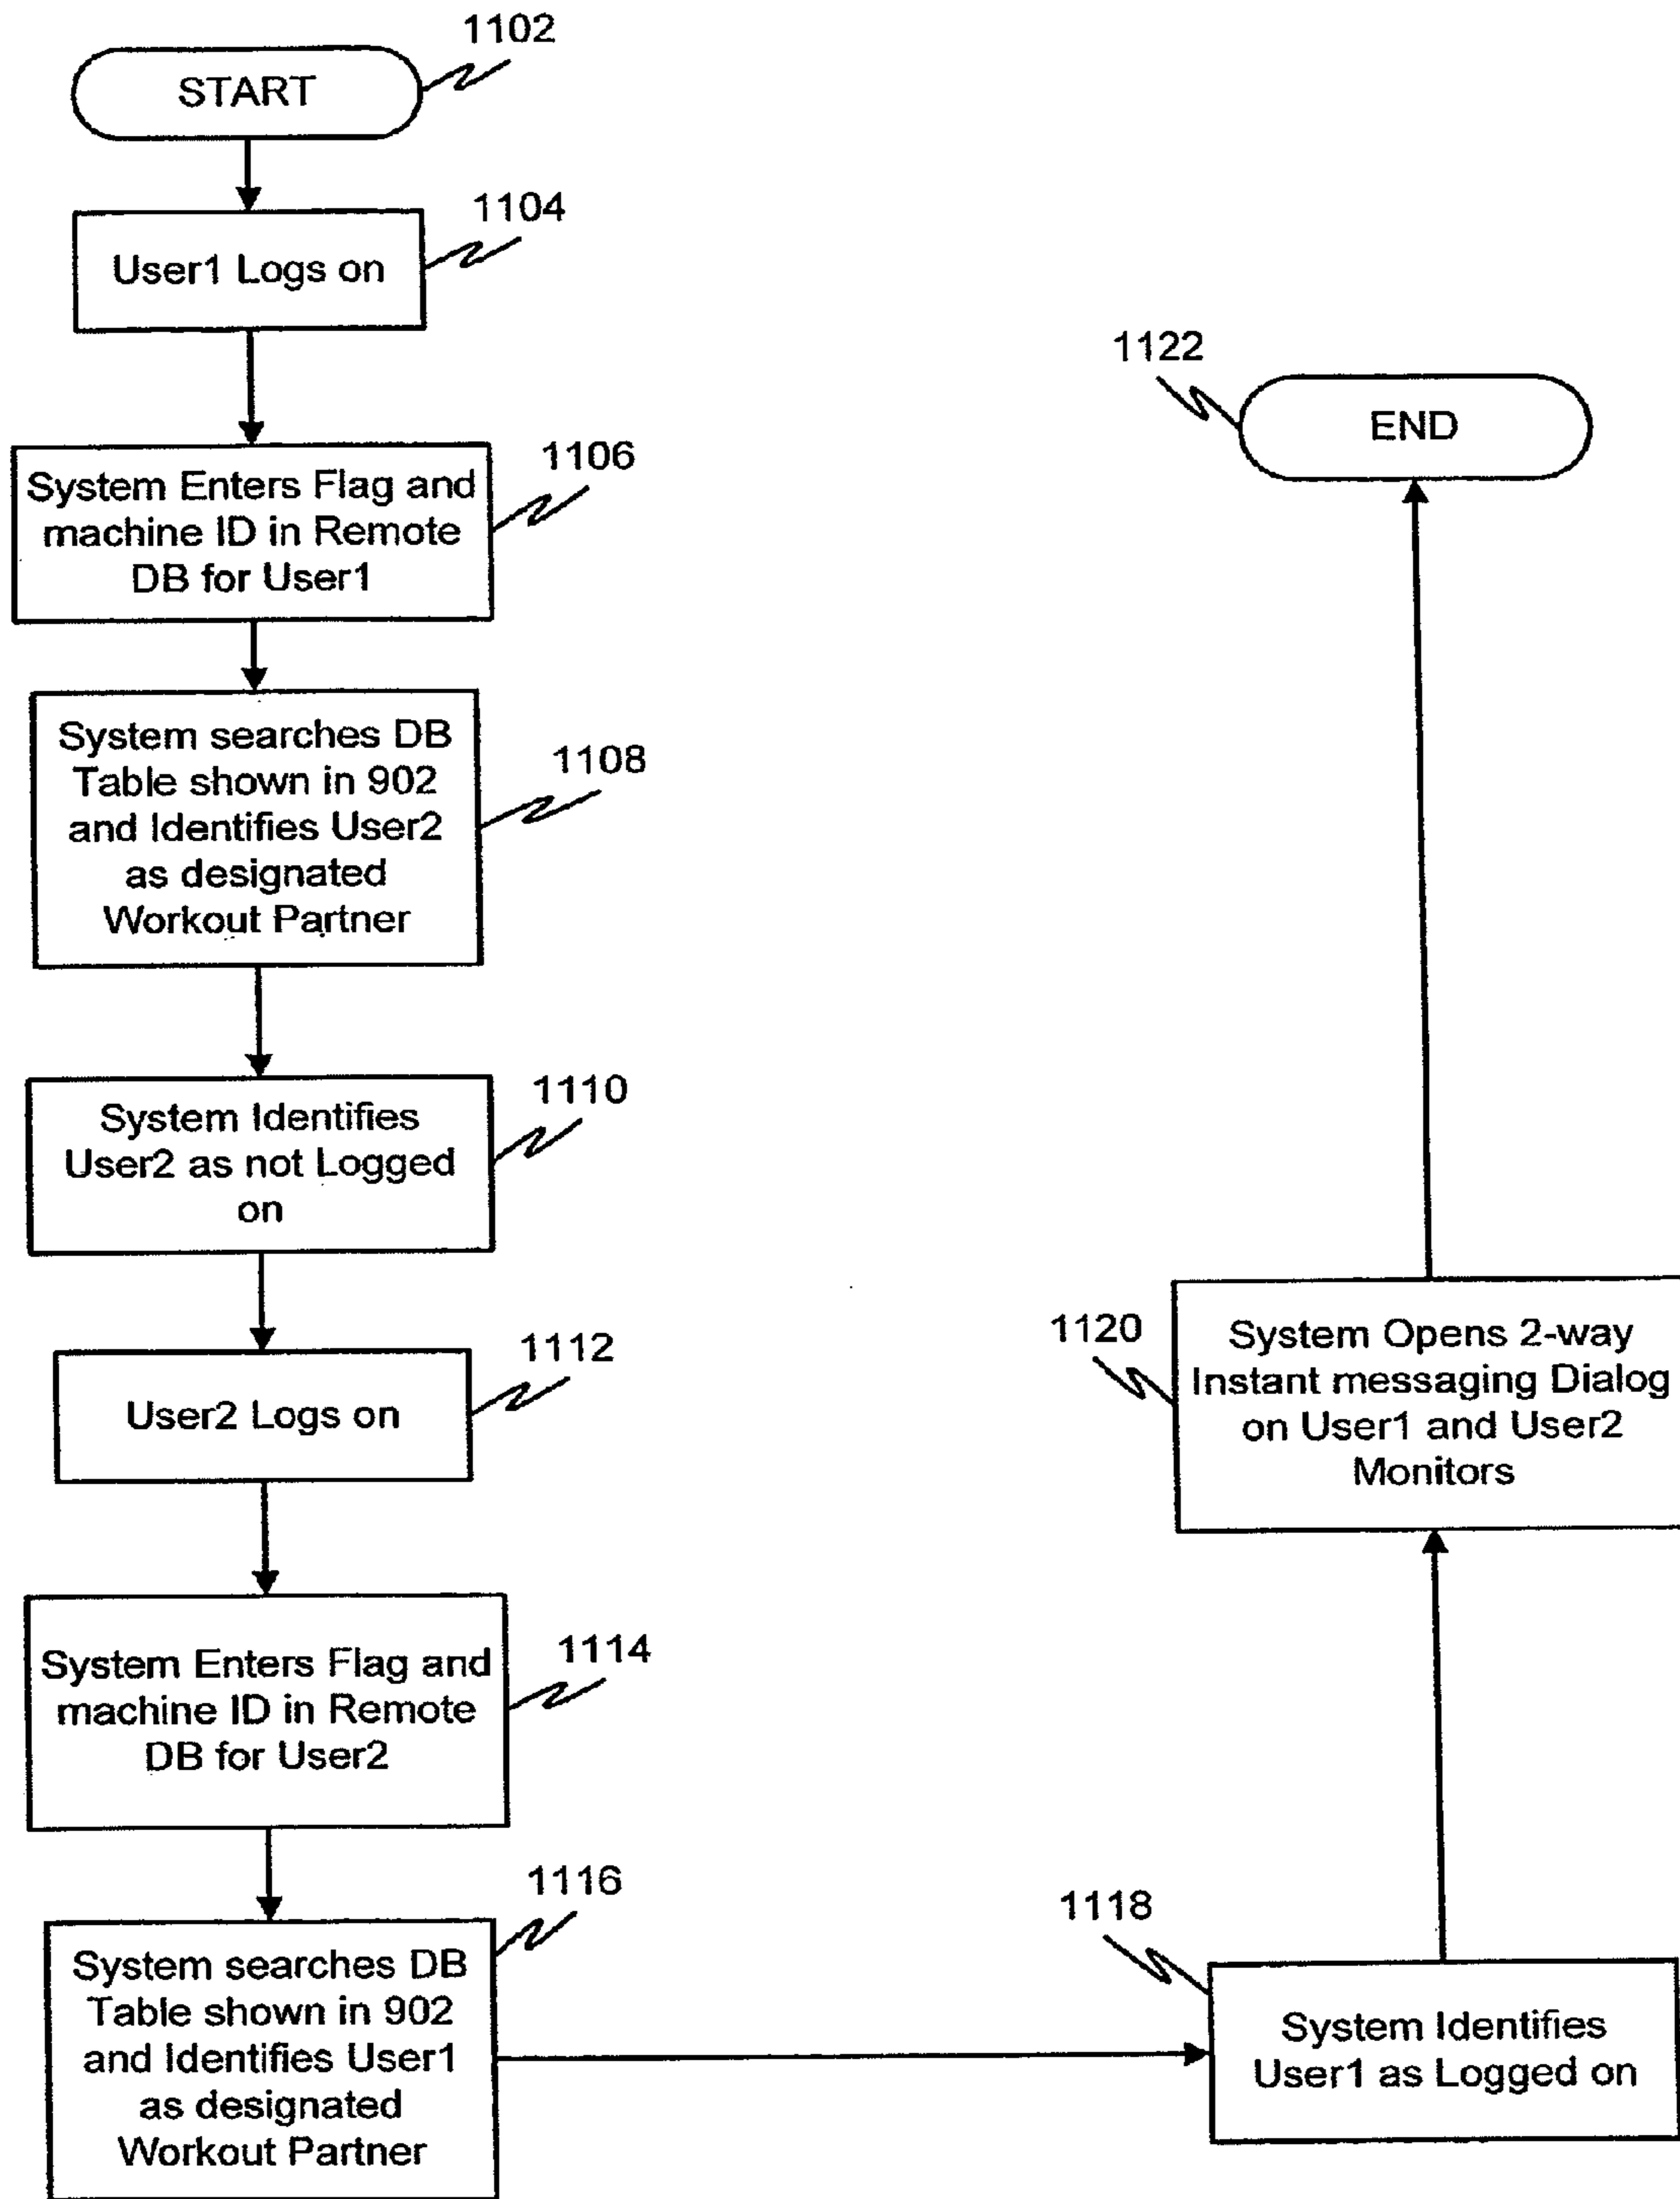 1102
START
1104
User1 Logs on
1106
System Enters Flag and
machine ID in Remote
DB for User1
1108
System searches DB
Table shown in 902
and Identifies User2
as designated
Workout Partner
1110
System Identifies
User2 as not Logged
on
1112
User2 Logs on
1114
System Enters Flag and
machine ID in Remote
DB for User2
1116
System searches DB
Table shown in 902
and Identifies User1
as designated
Workout Partner
1118
System Identifies
User1 as Logged on
1120
System Opens 2-way
Instant messaging Dialog
on User1 and User2
Monitors
1122
END